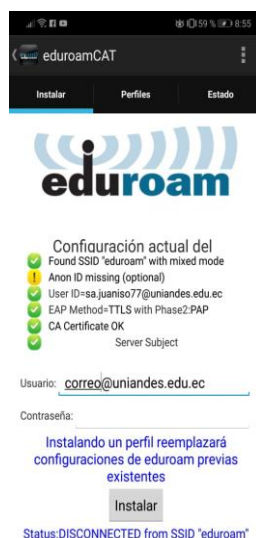 59 % 8:55
eduroamCAT
Instalar Perfiles Estado
eduroam
Configuración actual del
Found SSID "eduroam" with mixed mode
Anon ID missing (optional)
User ID=sa.juaniso77@uniandes.edu.ec
EAP Method=TTLS with Phase2:PAP
CA Certificate OK
Server Subject
Usuario: correo@uniandes.edu.ec
Contraseña:
Instalando un perfil reemplazará
configuraciones de eduroam previas
existentes
Instalar
Status:DISCONNECTED from SSID "eduroam"